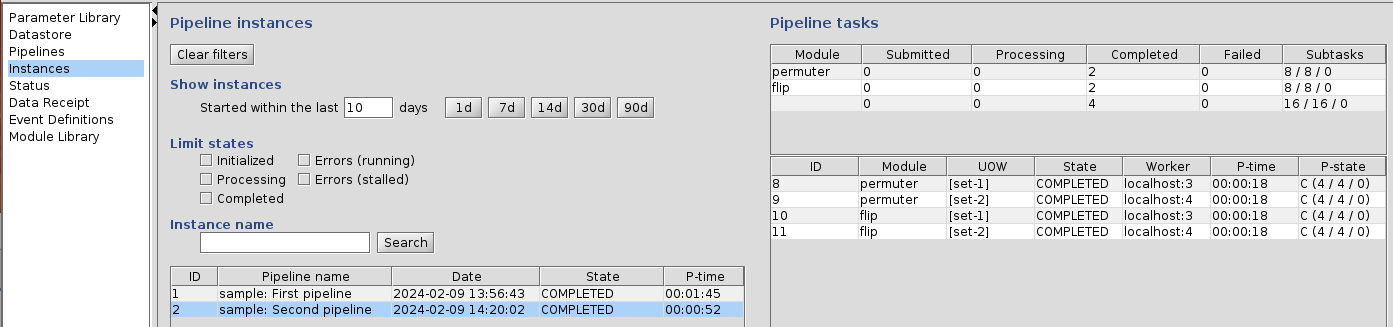 Parameter Library
Datastore
Pipelines
Instances
Status
Data Receipt
Event Definitions
Module Library
Pipeline instances
Clear filters
Show instances
Started within the last 10 days 1d 7d 14d 30d 90d
Limit states
Initialized Errors (running)
Processing Errors (stalled)
Completed
Instance name
Search
ID Pipeline name Date State P-time
1 sample: First pipeline 2024-02-09 13:56:43 COMPLETED 00:01:45
2 sample: Second pipeline 2024-02-09 14:20:02 COMPLETED 00:00:52
Pipeline tasks
Module Submitted Processing Completed Failed Subtasks
permuter 0 0 2 0 8 / 8 / 0
flip 0 0 2 0 8 / 8 / 0
0 0 4 0 16 / 16 / 0
ID Module UOW State Worker P-time P-state
8 permuter [set-1] COMPLETED localhost:3 00:00:18 C (4 / 4 / 0)
9 permuter [set-2] COMPLETED localhost:4 00:00:18 C (4 / 4 / 0)
10 flip [set-1] COMPLETED localhost:3 00:00:18 C (4 / 4 / 0)
11 flip [set-2] COMPLETED localhost:4 00:00:18 C (4 / 4 / 0)